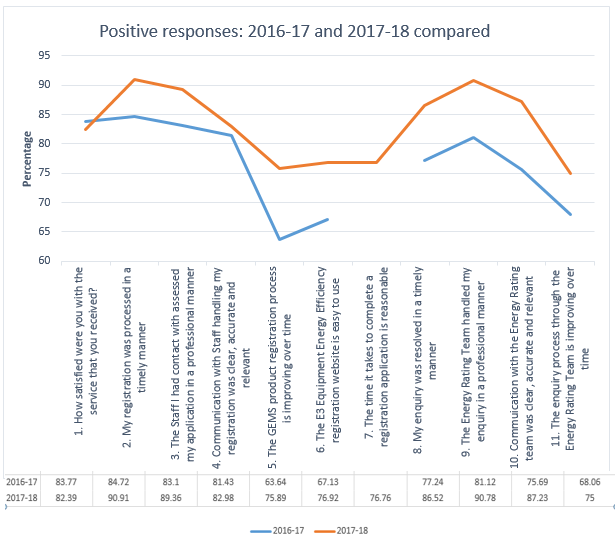 Positive responses: 2016-17 and 2017-18 compared
Percentage
95
90
85
80
75
70
65
60
1. How satisfied were you with the
service that you received?
2. My registration was processed in a
timely manner
3. The Staff I had contact with assessed
my application in a professional manner
4. Communication with Staff handling my
registration was clear, accurate and
relevant
5. The GEMS product registration process
is improving over time
6. The E3 Equipment Energy Efficiency
registration website is easy to use
7. The time it takes to complete a
registration application is reasonable
8. My enquiry was resolved in a timely
manner
9. The Energy Rating Team handled my
enquiry in a professional manner
10. Commuication with the Energy Rating
team was clear, accurate and relevant
11. The enquiry process through the
Energy Rating Team is improving over
time
2016-17 83.77 84.72 83.1 81.43 63.64 67.13 77.24 81.12 75.69 68.06
2017-18 82.39 90.91 89.36 82.98 75.89 76.92 76.76 86.52 90.78 87.23 75
2016-17 2017-18